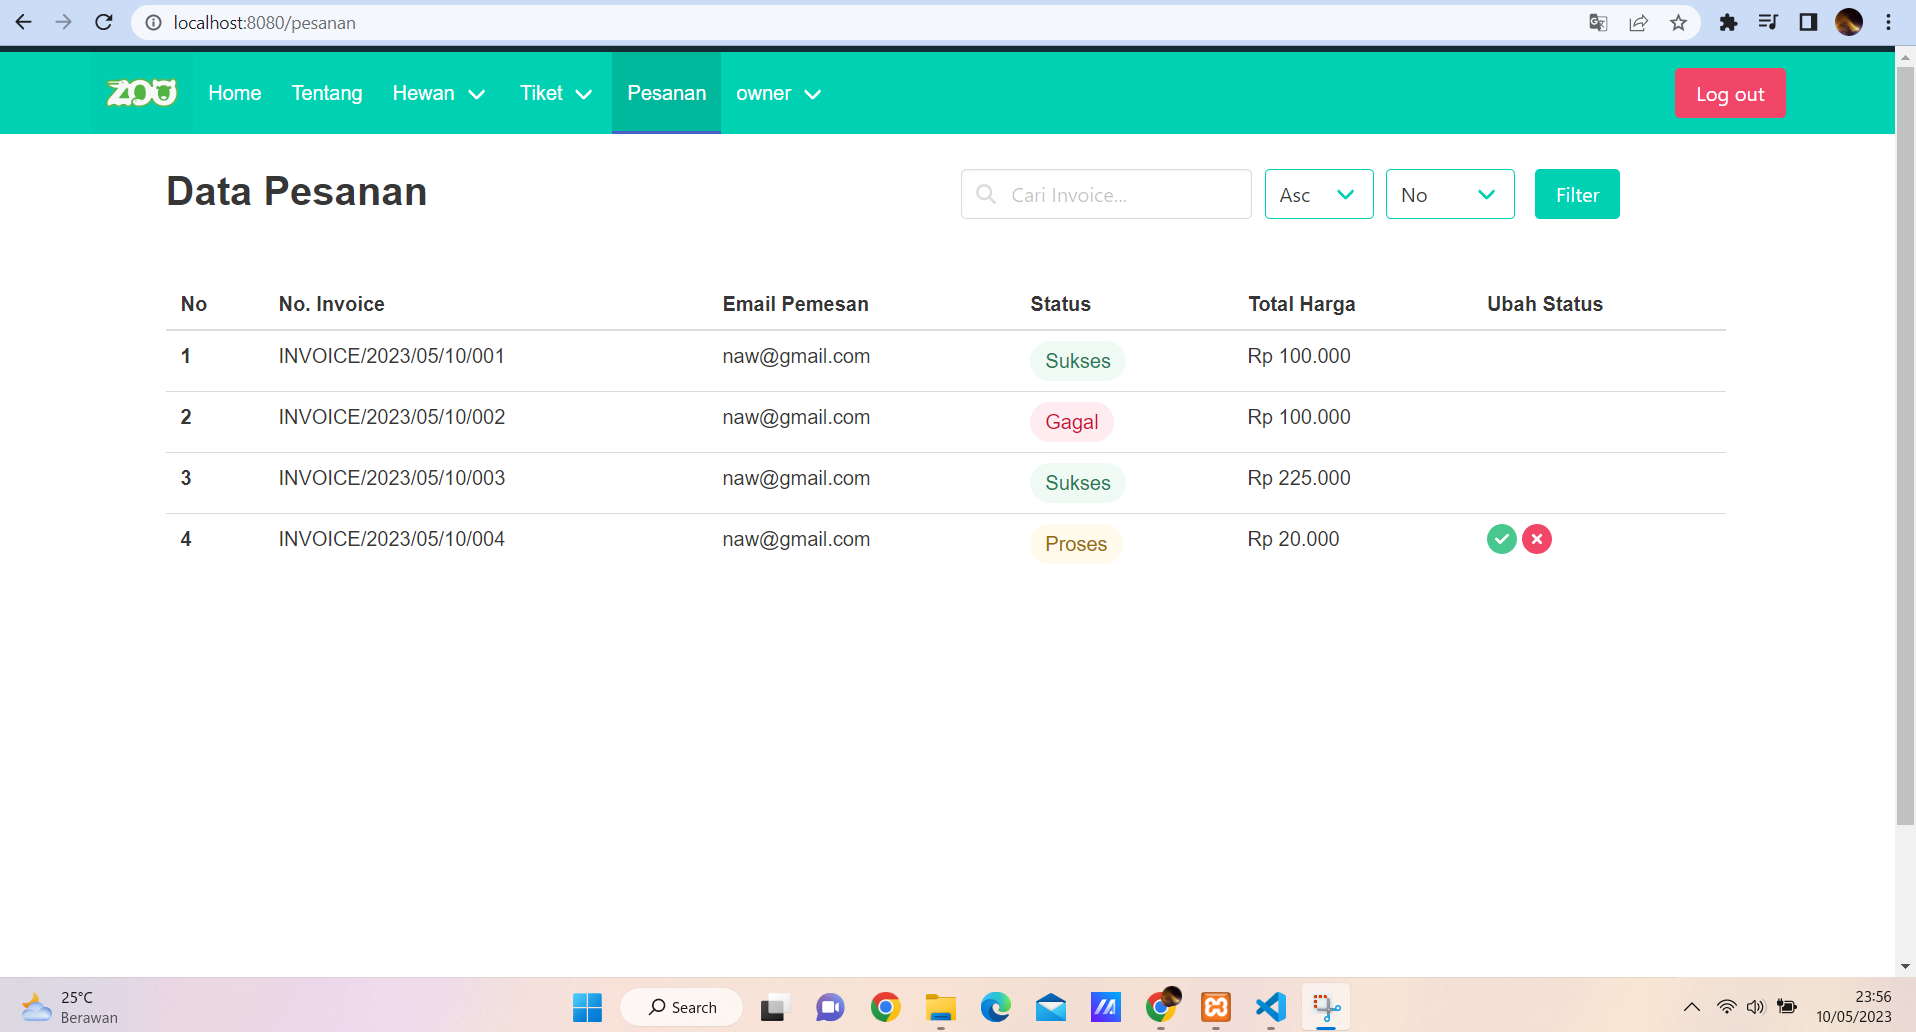 localhost:8080/pesanan
ZOO Home Tentang Hewan Tiket Pesanan owner Log out
Data Pesanan Cari Invoice... Asc No Filter
No No. Invoice Email Pemesan Status Total Harga Ubah Status
1 INVOICE/2023/05/10/001 naw@gmail.com Sukses Rp 100.000
2 INVOICE/2023/05/10/002 naw@gmail.com Gagal Rp 100.000
3 INVOICE/2023/05/10/003 naw@gmail.com Sukses Rp 225.000
4 INVOICE/2023/05/10/004 naw@gmail.com Proses Rp 20.000
25°C
Berawan
Search
23:56
10/05/2023